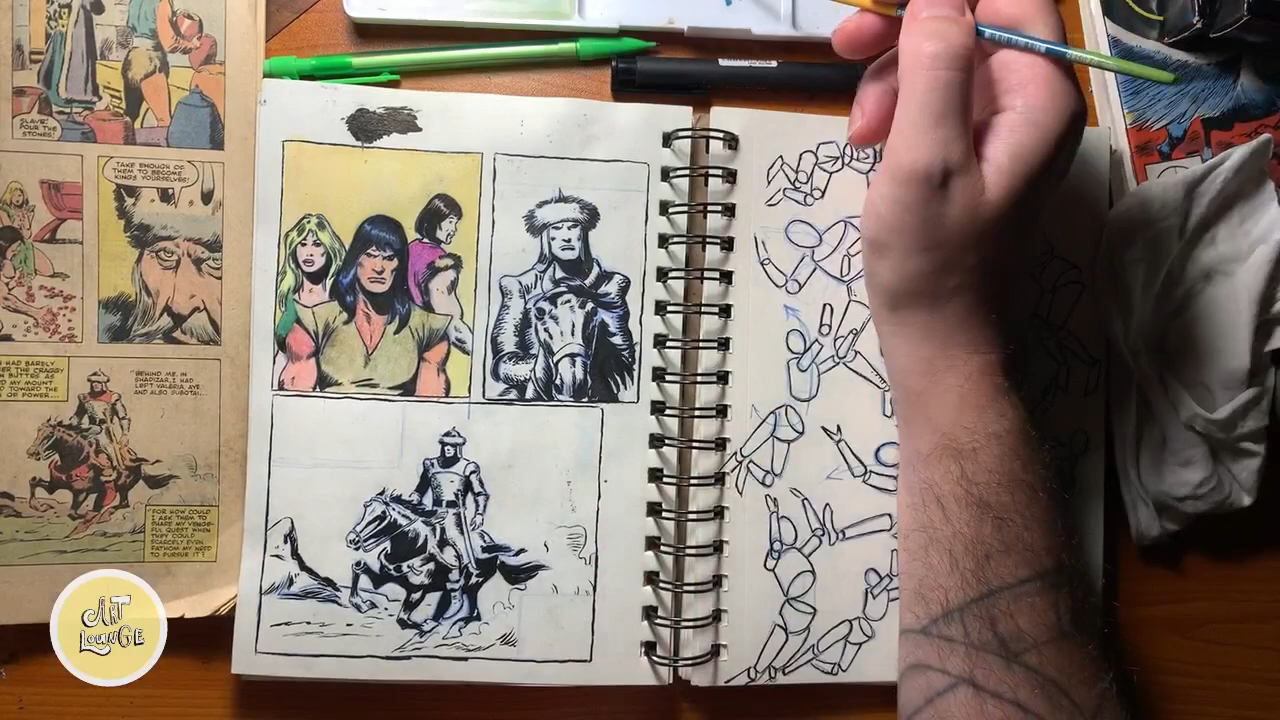 SLAVE!
POUR THE
STONES!
TAKE ENOUGH OF
THEM TO BECOME
KINGS YOURSELVES!
HAD BARELY
THE CRAGGY
BUTTES AS
MY MOUNT
TOWARD THE
OF POWER...
"BEHIND ME, IN
SHADIZAR, I HAD
LEFT VALERIA, AYE,
AND ALSO, SUBOTAI...
"FOR HOW COULD
I ASK THEM TO
SHARE MY VENGE-
FUL QUEST WHEN
THEY COULD
SCARCELY EVEN
FATHOM MY NEED
TO PURSUE IT?
ART
LOUNGE